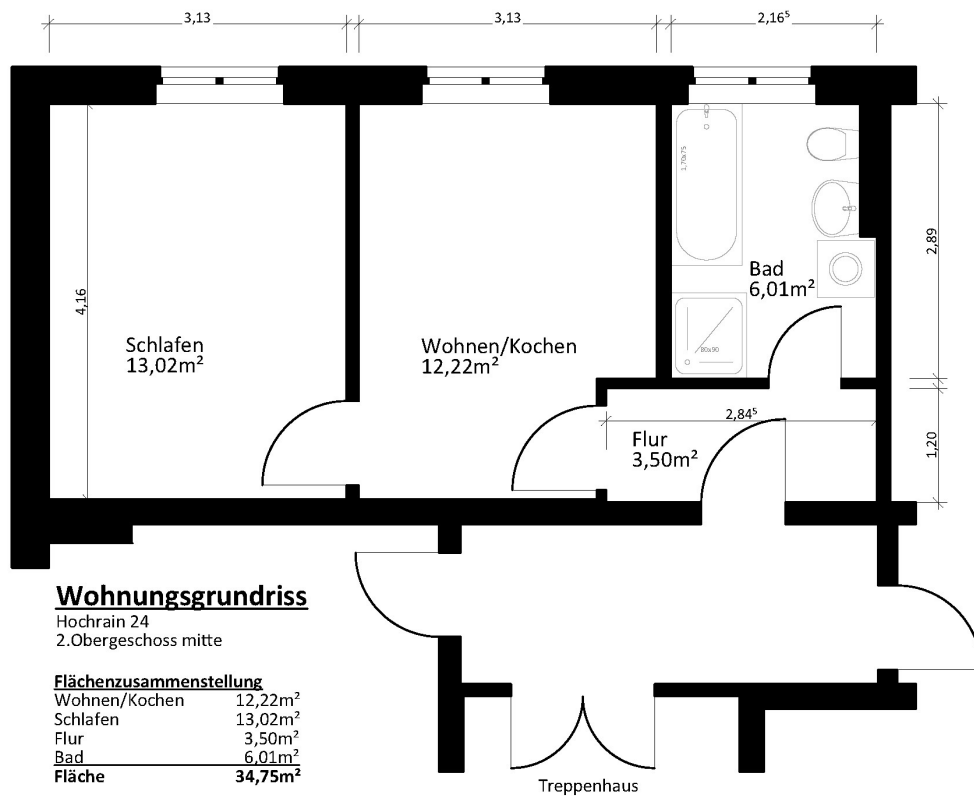 3,13
3,13
2,16⁵
1,70x75
2,89
4,16
Bad
6,01m²
Schlafen
13,02m²
Wohnen/Kochen
12,22m²
80x90
2,84⁵
Flur
3,50m²
1,20
Wohnungsgrundriss
Hochrain 24
2.Obergeschoss mitte
Flächenzusammenstellung
Wohnen/Kochen 12,22m²
Schlafen 13,02m²
Flur 3,50m²
Bad 6,01m²
Fläche 34,75m²
Treppenhaus